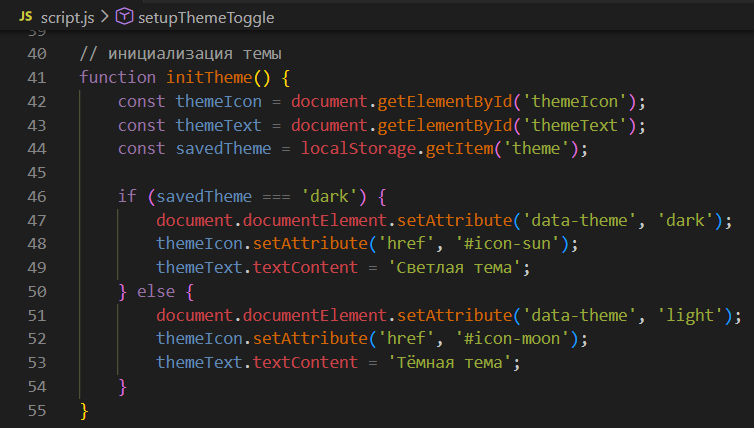 JS script.js > setupThemeToggle
39
40 // инициализация темы
41 function initTheme() {
42     const themeIcon = document.getElementById('themeIcon');
43     const themeText = document.getElementById('themeText');
44     const savedTheme = localStorage.getItem('theme');
45
46     if (savedTheme === 'dark') {
47         document.documentElement.setAttribute('data-theme', 'dark');
48         themeIcon.setAttribute('href', '#icon-sun');
49         themeText.textContent = 'Светлая тема';
50     } else {
51         document.documentElement.setAttribute('data-theme', 'light');
52         themeIcon.setAttribute('href', '#icon-moon');
53         themeText.textContent = 'Тёмная тема';
54     }
55 }